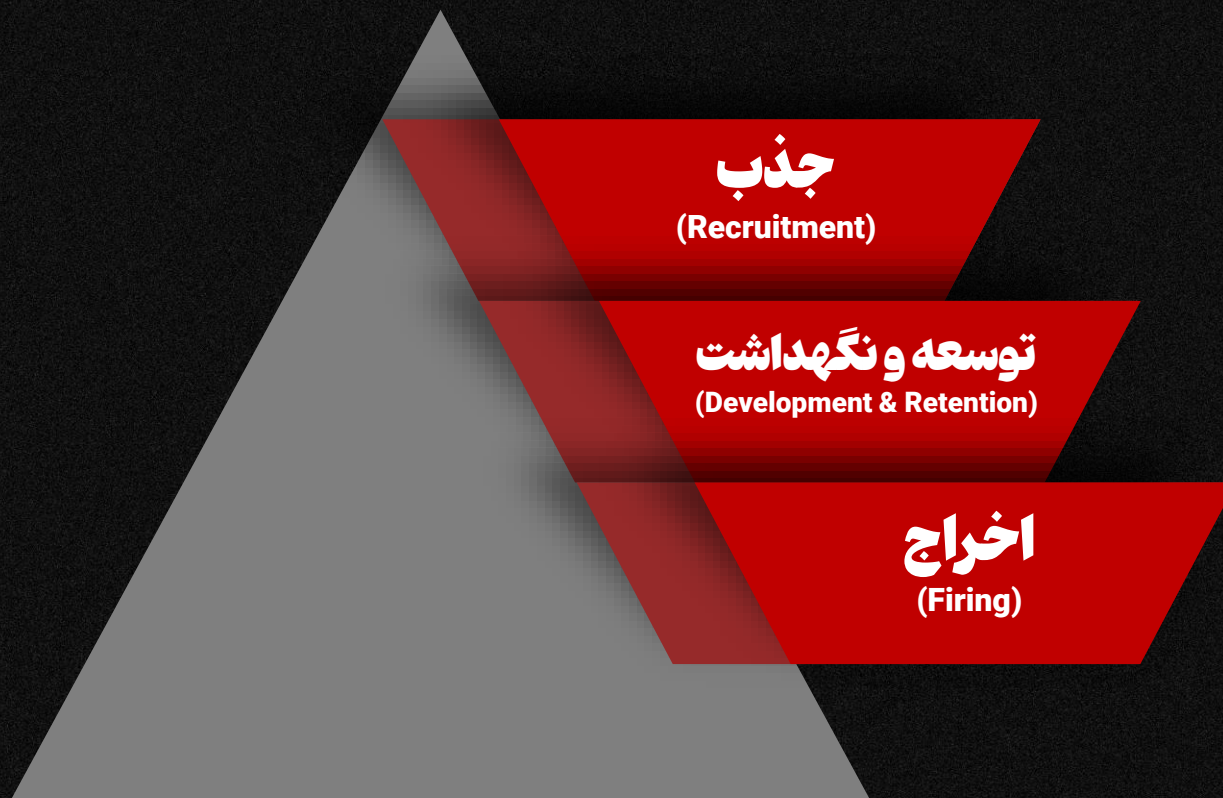 جذب
(Recruitment)
توسعه و نگهداشت
(Development & Retention)
اخراج
(Firing)